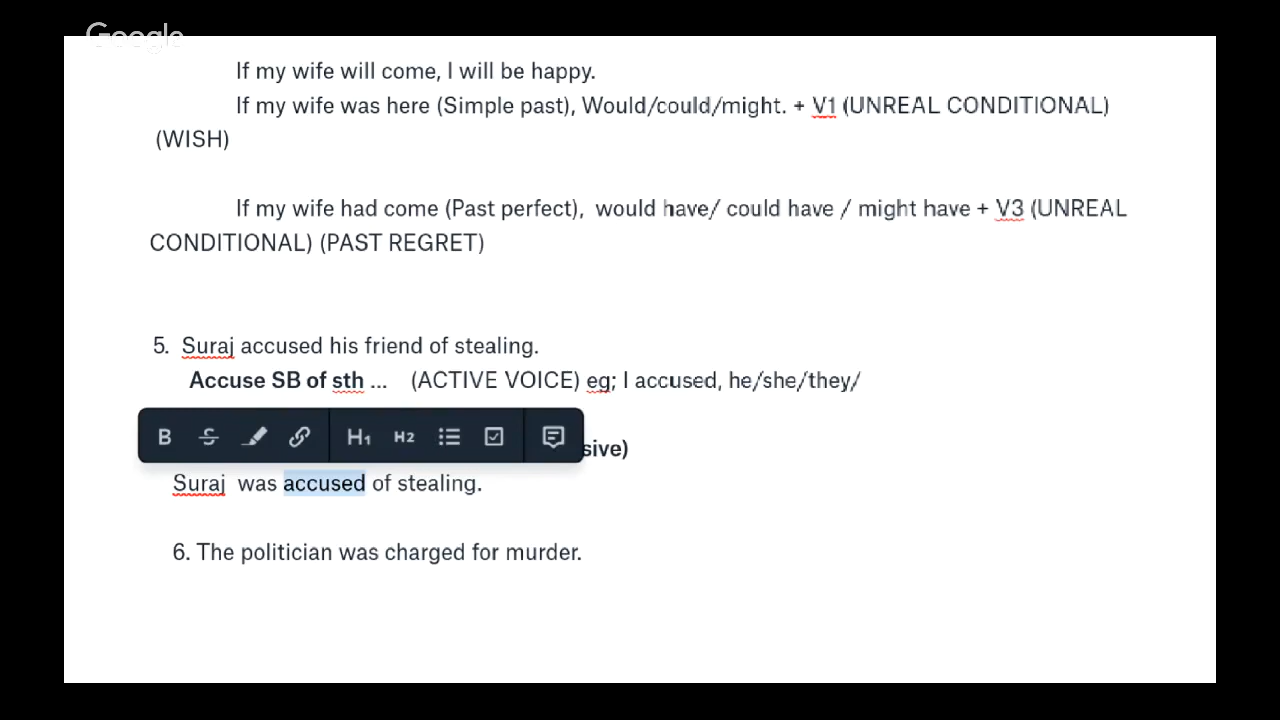 Google
If my wife will come, I will be happy.
If my wife was here (Simple past), Would/could/might. + V1 (UNREAL CONDITIONAL)
(WISH)
If my wife had come (Past perfect), would have/ could have / might have + V3 (UNREAL
CONDITIONAL) (PAST REGRET)
5. Suraj accused his friend of stealing.
Accuse SB of sth ... (ACTIVE VOICE) eg; I accused, he/she/they/
B S H1 H2
sive)
Suraj was accused of stealing.
6. The politician was charged for murder.